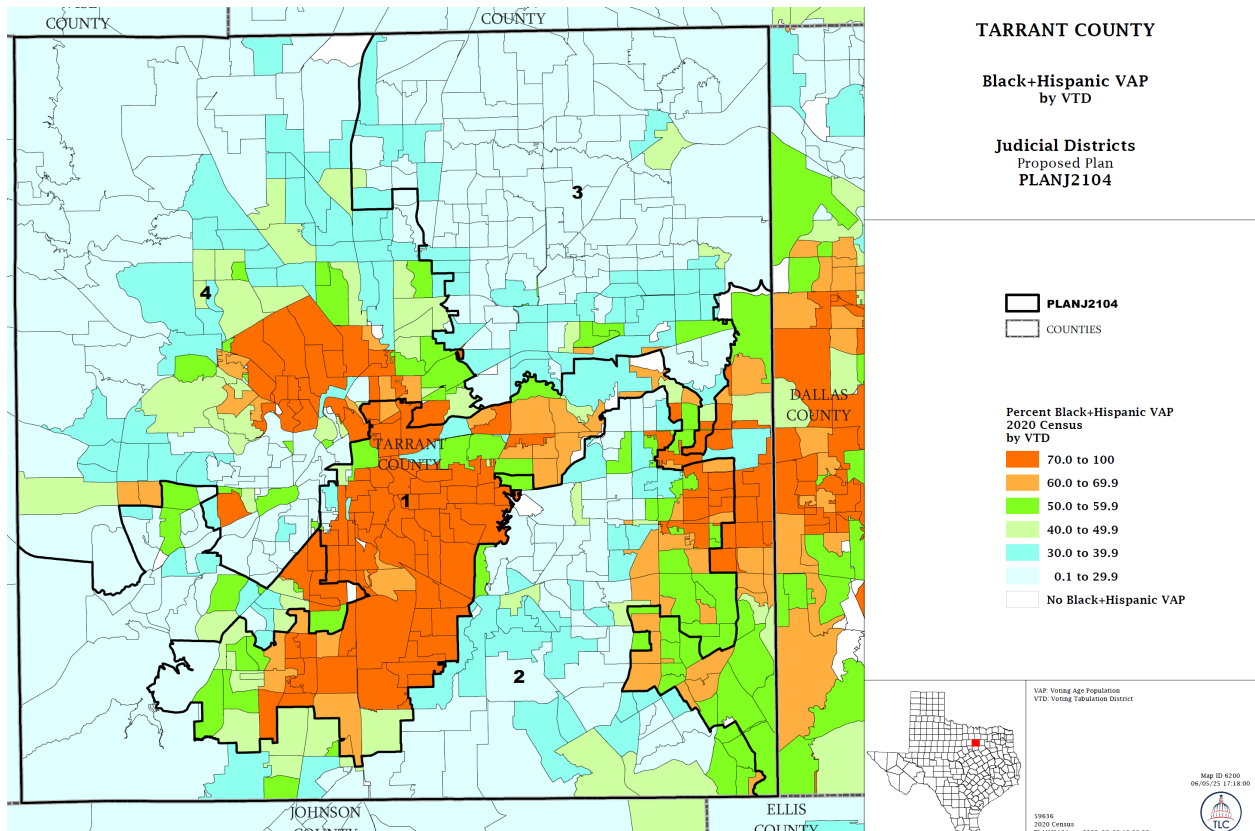 COUNTY
COUNTY
3
4
DALLAS
COUNTY
TARRANT
COUNTY
1
2
JOHNSON
ELLIS
TARRANT COUNTY
Black+Hispanic VAP
by VTD
Judicial Districts
Proposed Plan
PLANJ2104
PLANJ2104
COUNTIES
Percent Black+Hispanic VAP
2020 Census
by VTD
70.0 to 100
60.0 to 69.9
50.0 to 59.9
40.0 to 49.9
30.0 to 39.9
0.1 to 29.9
No Black+Hispanic VAP
VAP: Voting Age Population
VTD: Voting Tabulation District
Map ID 6200
06/05/25 17:18:00
59636
2020 Census
TLC